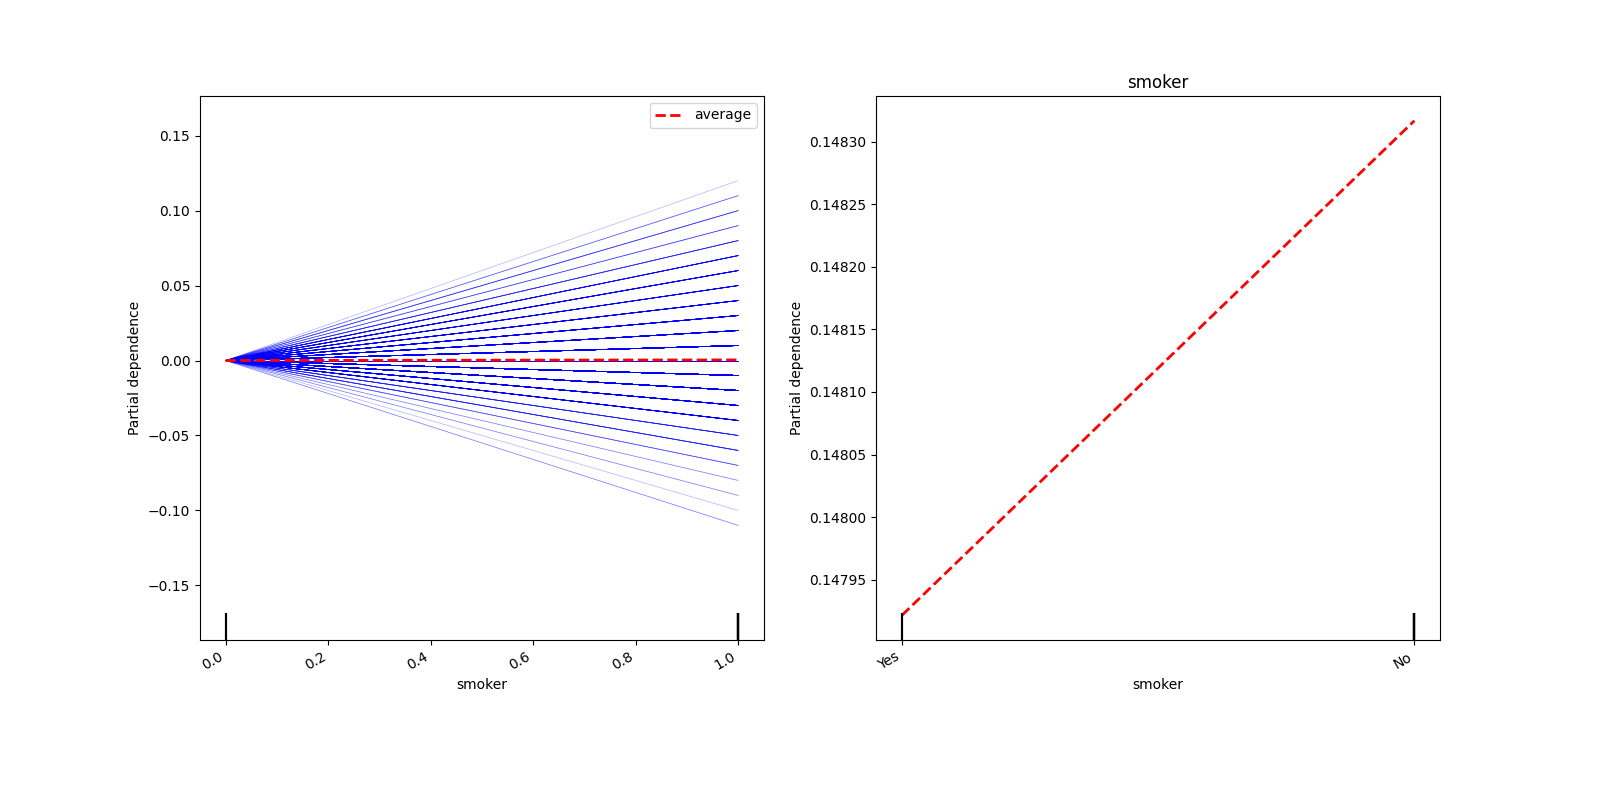 average
Partial dependence
0.15
0.10
0.05
0.00
−0.05
−0.10
−0.15
0.0
0.2
0.4
0.6
0.8
1.0
smoker
smoker
Partial dependence
0.14830
0.14825
0.14820
0.14815
0.14810
0.14805
0.14800
0.14795
Yes
No
smoker